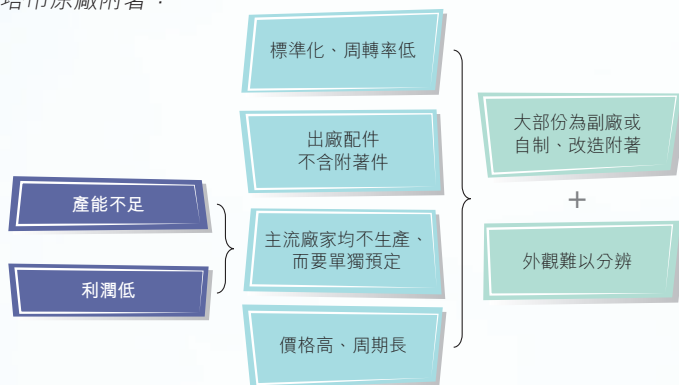 塔吊原廠附著：
標準化、周轉率低
出廠配件
不含附著件
產能不足
主流廠家均不生產、
而要單獨預定
利潤低
價格高、周期長
大部份為副廠或
自制、改造附著
+
外觀難以分辨